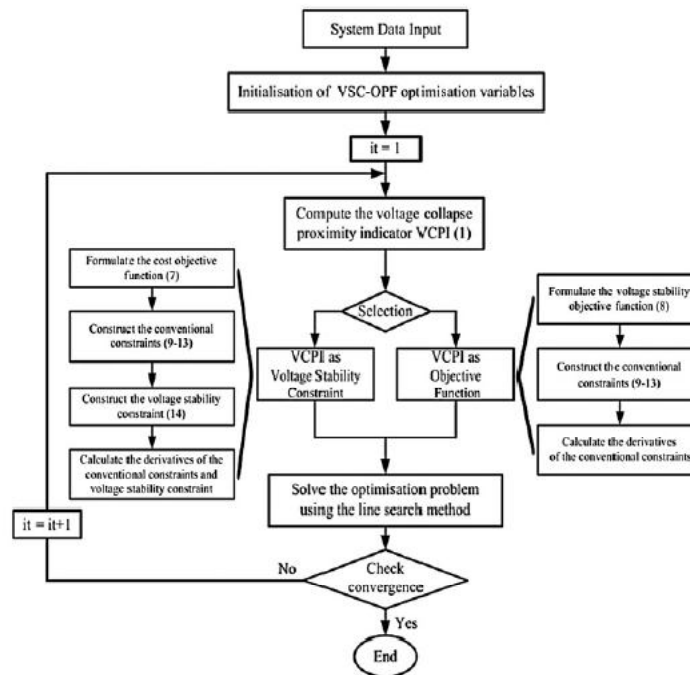 System Data Input
Initialisation of VSC-OPF optimisation variables
it = 1
Compute the voltage collapse
proximity indicator VCPI (1)
Selection
VCPI as
Voltage Stability
Constraint
VCPI as
Objective
Function
Formulate the cost objective
function (7)
Construct the conventional
constraints (9-13)
Construct the voltage stability
constraint (14)
Calculate the derivatives of the
conventional constraints and
voltage stability constraint
Formulate the voltage stability
objective function (8)
Construct the conventional
constraints (9-13)
Calculate the derivatives
of the conventional constraints
Solve the optimisation problem
using the line search method
it = it+1
No
Check
convergence
Yes
End